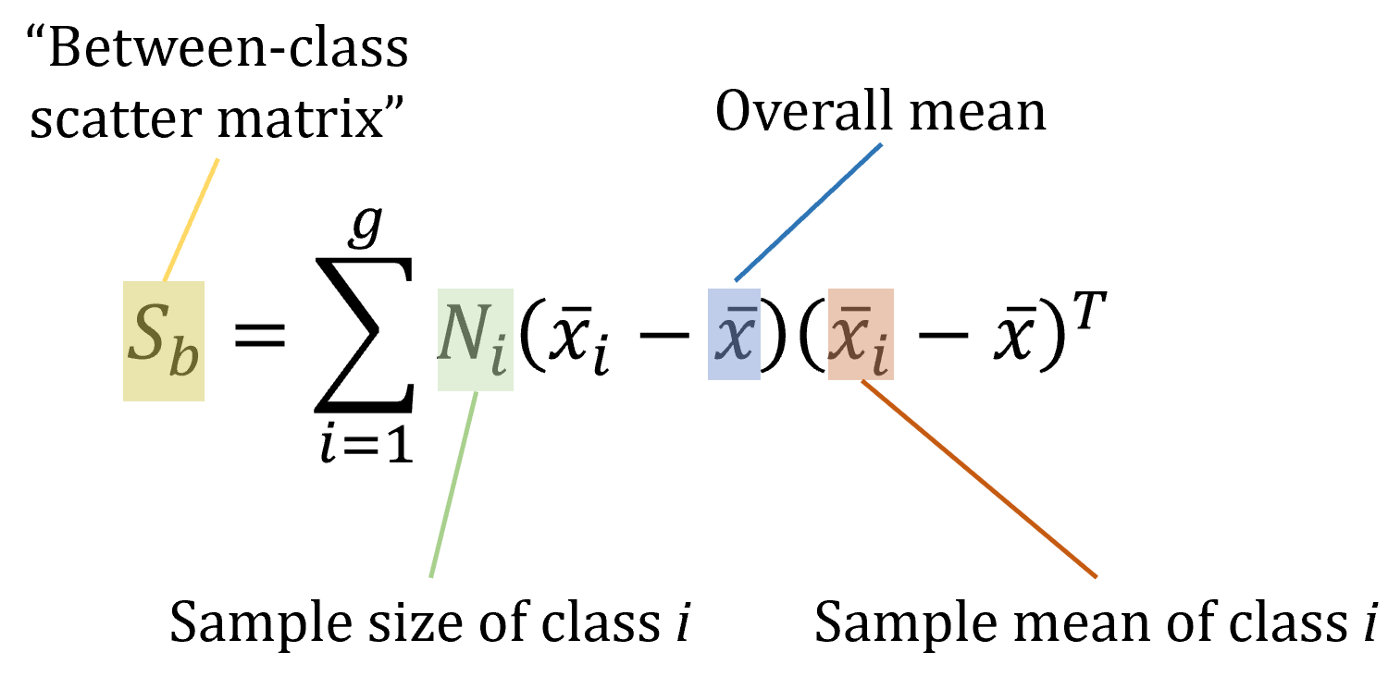 “Between-class
scatter matrix”
Overall mean
S_b = \sum_{i=1}^{g} N_i(x̄_i − x̄)(x̄_i − x̄)^T
Sample size of class i
Sample mean of class i